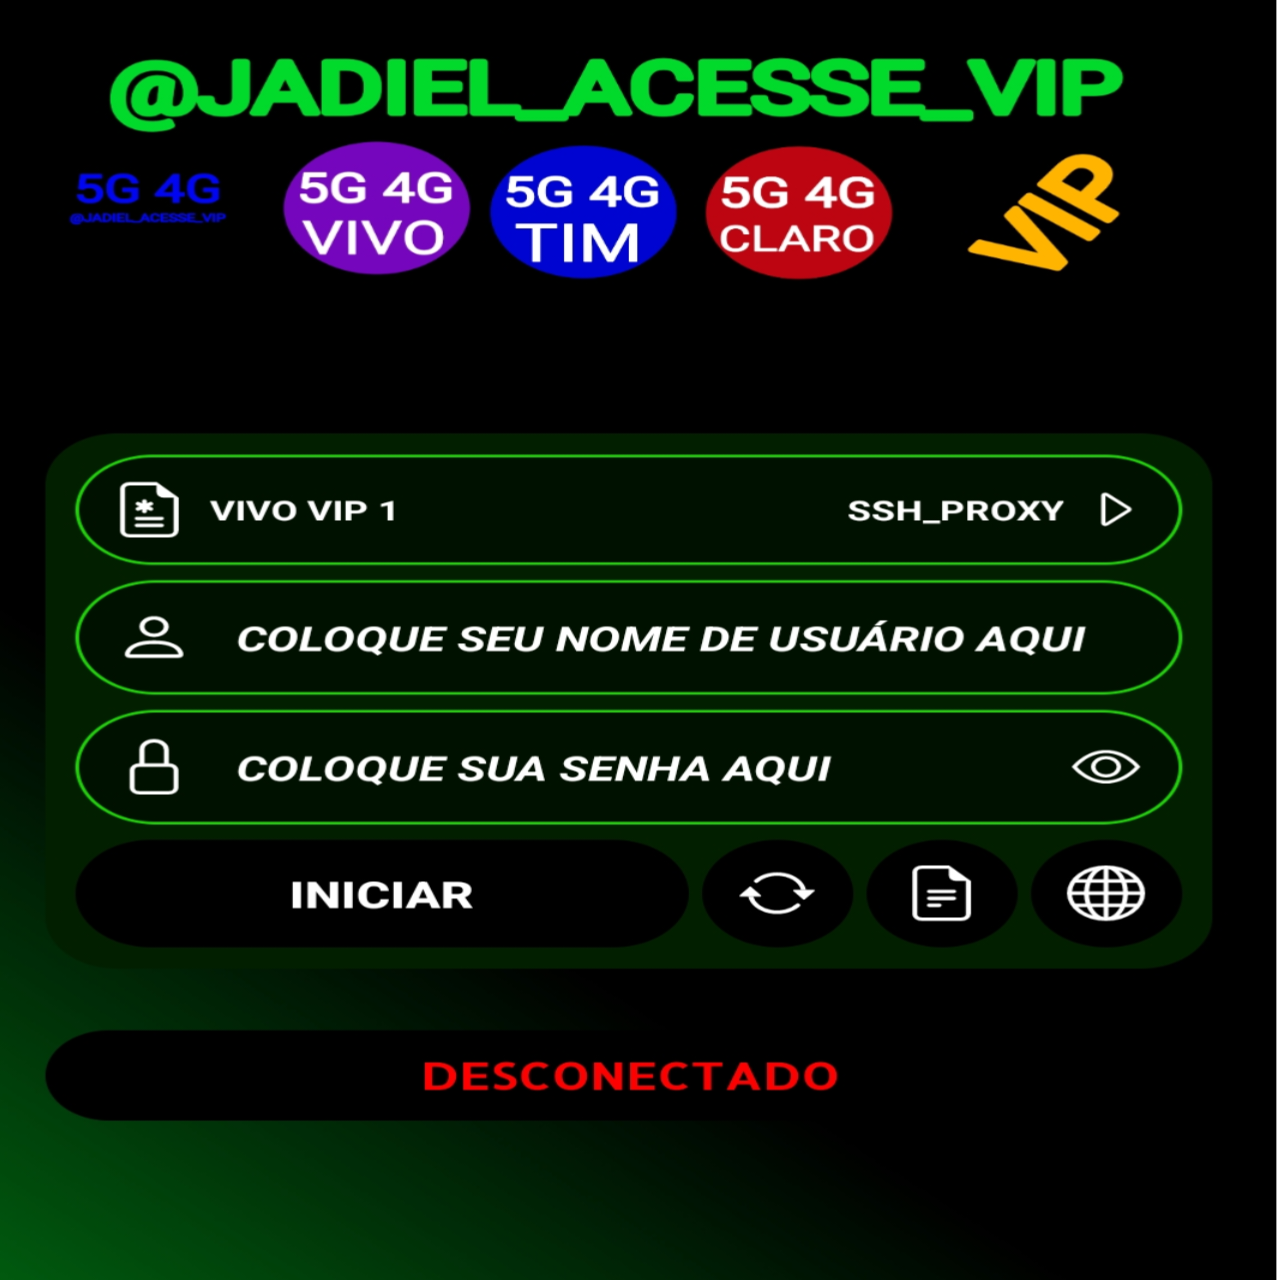 @JADIEL_ACESSE_VIP
5G 4G
@JADIEL_ACESSE_VIP
5G 4G
VIVO
5G 4G
TIM
5G 4G
CLARO
VIP
VIVO VIP 1 SSH_PROXY
COLOQUE SEU NOME DE USUÁRIO AQUI
COLOQUE SUA SENHA AQUI
INICIAR
DESCONECTADO